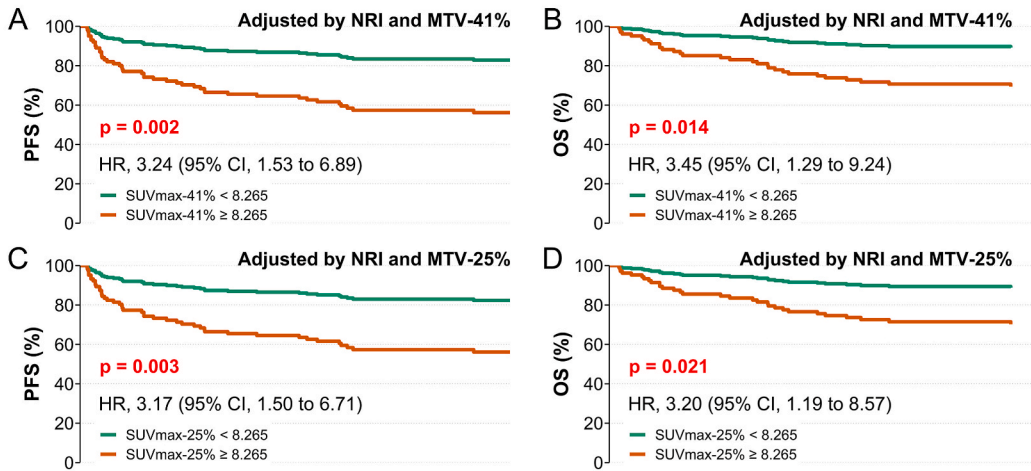 A
Adjusted by NRI and MTV-41%
PFS (%)
100
80
60
40
20
0
p = 0.002
HR, 3.24 (95% CI, 1.53 to 6.89)
SUVmax-41% < 8.265
SUVmax-41% ≥ 8.265
B
Adjusted by NRI and MTV-41%
OS (%)
100
80
60
40
20
0
p = 0.014
HR, 3.45 (95% CI, 1.29 to 9.24)
SUVmax-41% < 8.265
SUVmax-41% ≥ 8.265
C
Adjusted by NRI and MTV-25%
PFS (%)
100
80
60
40
20
0
p = 0.003
HR, 3.17 (95% CI, 1.50 to 6.71)
SUVmax-25% < 8.265
SUVmax-25% ≥ 8.265
D
Adjusted by NRI and MTV-25%
OS (%)
100
80
60
40
20
0
p = 0.021
HR, 3.20 (95% CI, 1.19 to 8.57)
SUVmax-25% < 8.265
SUVmax-25% ≥ 8.265